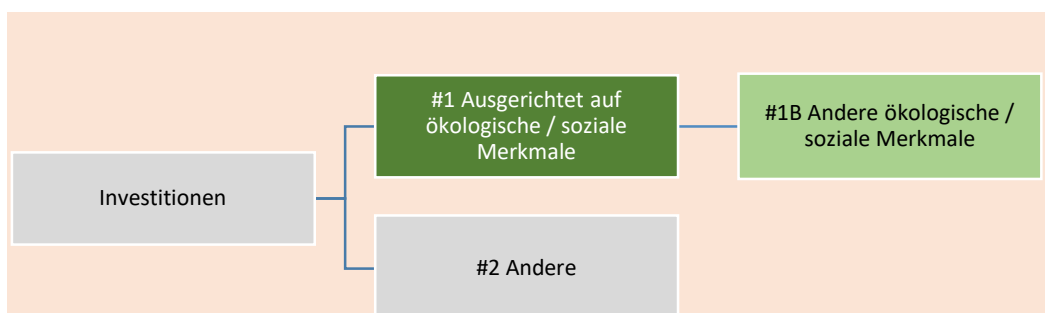 #1 Ausgerichtet auf
ökologische / soziale
Merkmale
#1B Andere ökologische /
soziale Merkmale
Investitionen
#2 Andere